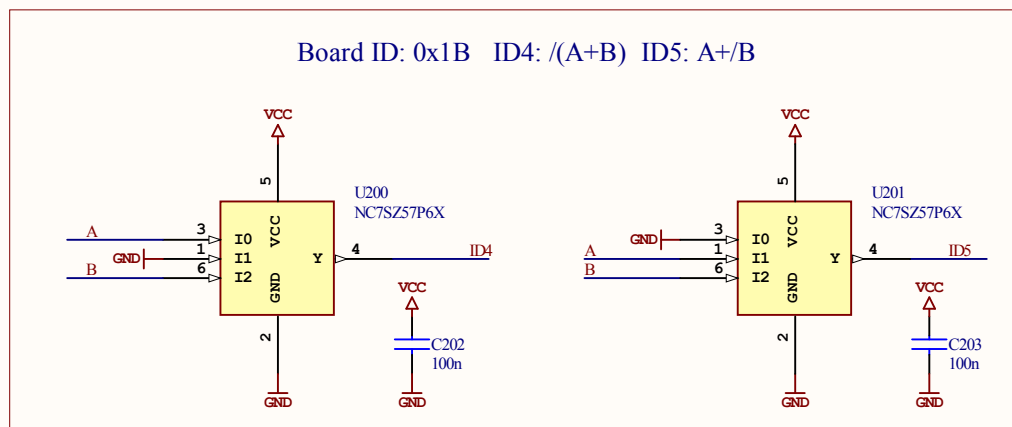 Board ID: 0x1B ID4: /(A+B) ID5: A+/B
VCC
5
U200
NC7SZ57P6X
A
3
I0
VCC
GND
1
I1
Y
4
ID4
B
6
I2
GND
2
GND
VCC
C202
100n
GND
VCC
5
U201
NC7SZ57P6X
GND
3
I0
VCC
A
1
I1
Y
4
ID5
B
6
I2
GND
2
GND
VCC
C203
100n
GND